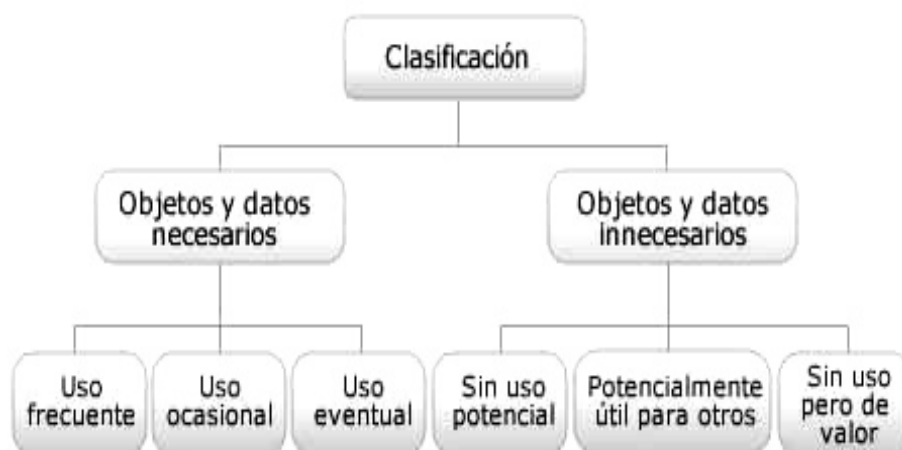 Clasificación
Objetos y datos
necesarios
Objetos y datos
innecesarios
Uso
frecuente
Uso
ocasional
Uso
eventual
Sin uso
potencial
Potencialmente
útil para otros
Sin uso
pero de
valor